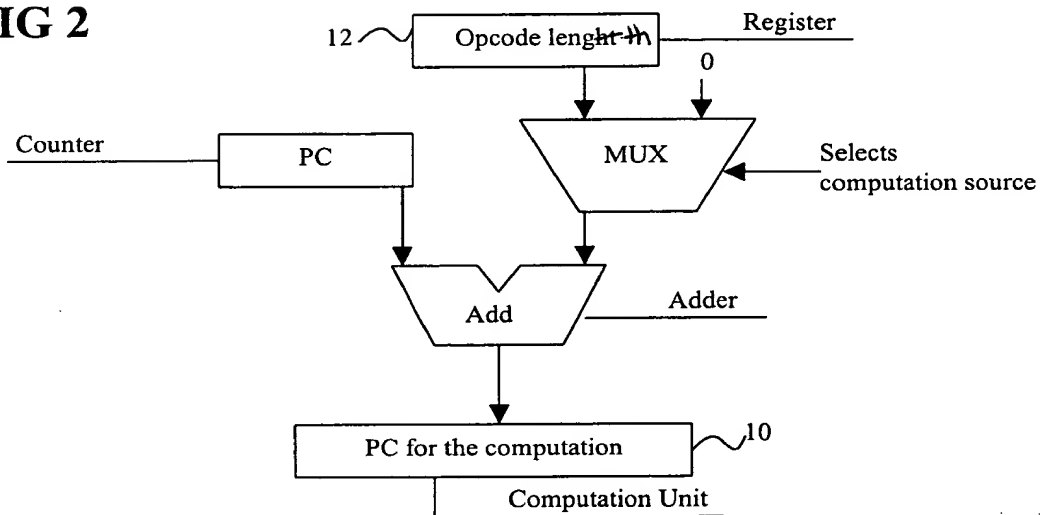 IG 2
12
Opcode lenght th
Register
0
Counter
PC
MUX
Selects
computation source
Add
Adder
PC for the computation
10
Computation Unit